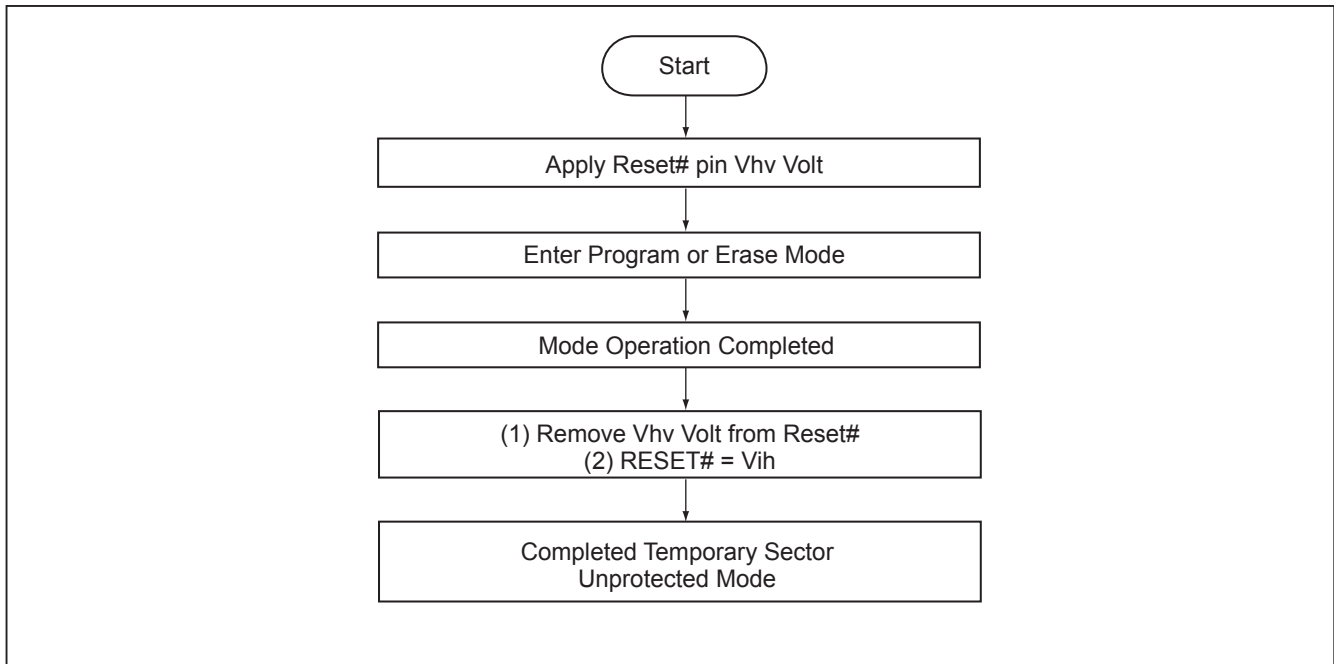 Start
Apply Reset# pin Vhv Volt
Enter Program or Erase Mode
Mode Operation Completed
(1) Remove Vhv Volt from Reset#
(2) RESET# = Vih
Completed Temporary Sector
Unprotected Mode